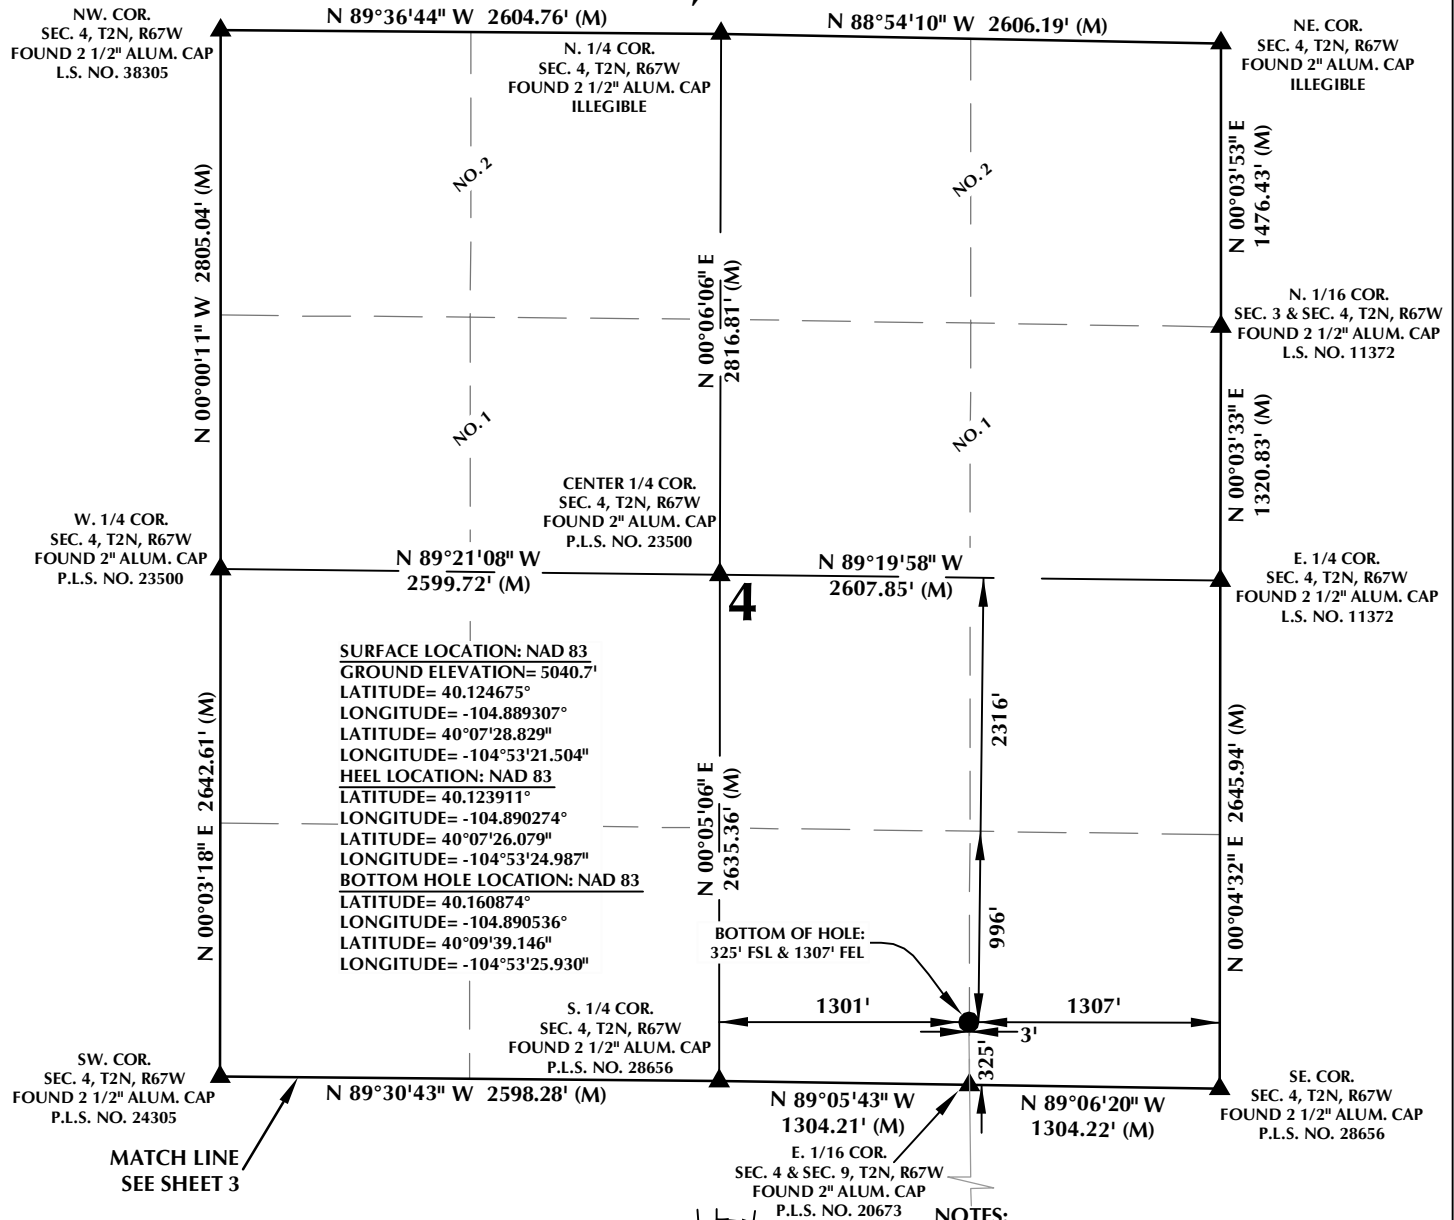 N 89°36'44" W 2604.76' (M)
N 88°54'10" W 2606.19' (M)
NW. COR.
SEC. 4, T2N, R67W
FOUND 2 1/2" ALUM. CAP
L.S. NO. 38305
N. 1/4 COR.
SEC. 4, T2N, R67W
FOUND 2 1/2" ALUM. CAP
ILLEGIBLE
NE. COR.
SEC. 4, T2N, R67W
FOUND 2" ALUM. CAP
ILLEGIBLE
NO. 2
NO. 2
N 00°00'11" W 2805.04' (M)
N 00°06'06" E
2816.81' (M)
N 00°03'53" E
1476.43' (M)
N. 1/16 COR.
SEC. 3 & SEC. 4, T2N, R67W
FOUND 2 1/2" ALUM. CAP
L.S. NO. 11372
NO. 1
NO. 1
N 00°03'33" E
1320.83' (M)
CENTER 1/4 COR.
SEC. 4, T2N, R67W
FOUND 2" ALUM. CAP
P.L.S. NO. 23500
W. 1/4 COR.
SEC. 4, T2N, R67W
FOUND 2" ALUM. CAP
P.L.S. NO. 23500
N 89°21'08" W
2599.72' (M)
N 89°19'58" W
2607.85' (M)
4
E. 1/4 COR.
SEC. 4, T2N, R67W
FOUND 2 1/2" ALUM. CAP
L.S. NO. 11372
SURFACE LOCATION: NAD 83
GROUND ELEVATION= 5040.7'
LATITUDE= 40.124675°
LONGITUDE= -104.889307°
LATITUDE= 40°07'28.829"
LONGITUDE= -104°53'21.504"
HEEL LOCATION: NAD 83
LATITUDE= 40.123911°
LONGITUDE= -104.890274°
LATITUDE= 40°07'26.079"
LONGITUDE= -104°53'24.987"
BOTTOM HOLE LOCATION: NAD 83
LATITUDE= 40.160874°
LONGITUDE= -104.890536°
LATITUDE= 40°09'39.146"
LONGITUDE= -104°53'25.930"
N 00°03'18" E 2642.61' (M)
N 00°05'06" E
2635.36' (M)
2316'
996'
N 00°04'32" E 2645.94' (M)
BOTTOM OF HOLE:
325' FSL & 1307' FEL
1301'
1307'
3'
325'
S. 1/4 COR.
SEC. 4, T2N, R67W
FOUND 2 1/2" ALUM. CAP
P.L.S. NO. 28656
SW. COR.
SEC. 4, T2N, R67W
FOUND 2 1/2" ALUM. CAP
P.L.S. NO. 24305
N 89°30'43" W 2598.28' (M)
N 89°05'43" W
1304.21' (M)
N 89°06'20" W
1304.22' (M)
SE. COR.
SEC. 4, T2N, R67W
FOUND 2 1/2" ALUM. CAP
P.L.S. NO. 28656
MATCH LINE
SEE SHEET 3
E. 1/16 COR.
SEC. 4 & SEC. 9, T2N, R67W
FOUND 2" ALUM. CAP
P.L.S. NO. 20673
NOTES: